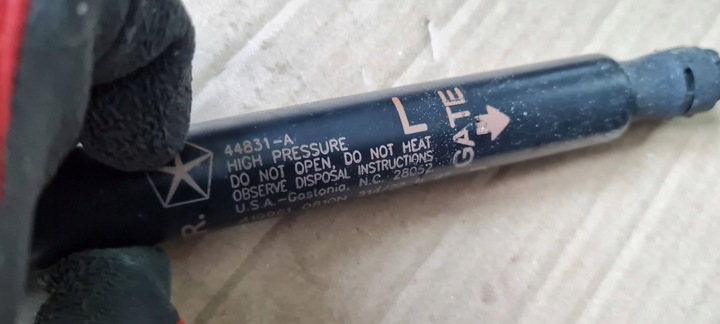 44831-A
HIGH PRESSURE
DO NOT OPEN, DO NOT HEAT
OBSERVE DISPOSAL INSTRUCTIONS
U.S.A.-Gastonia, N.C. 28052
L
GATE
R.